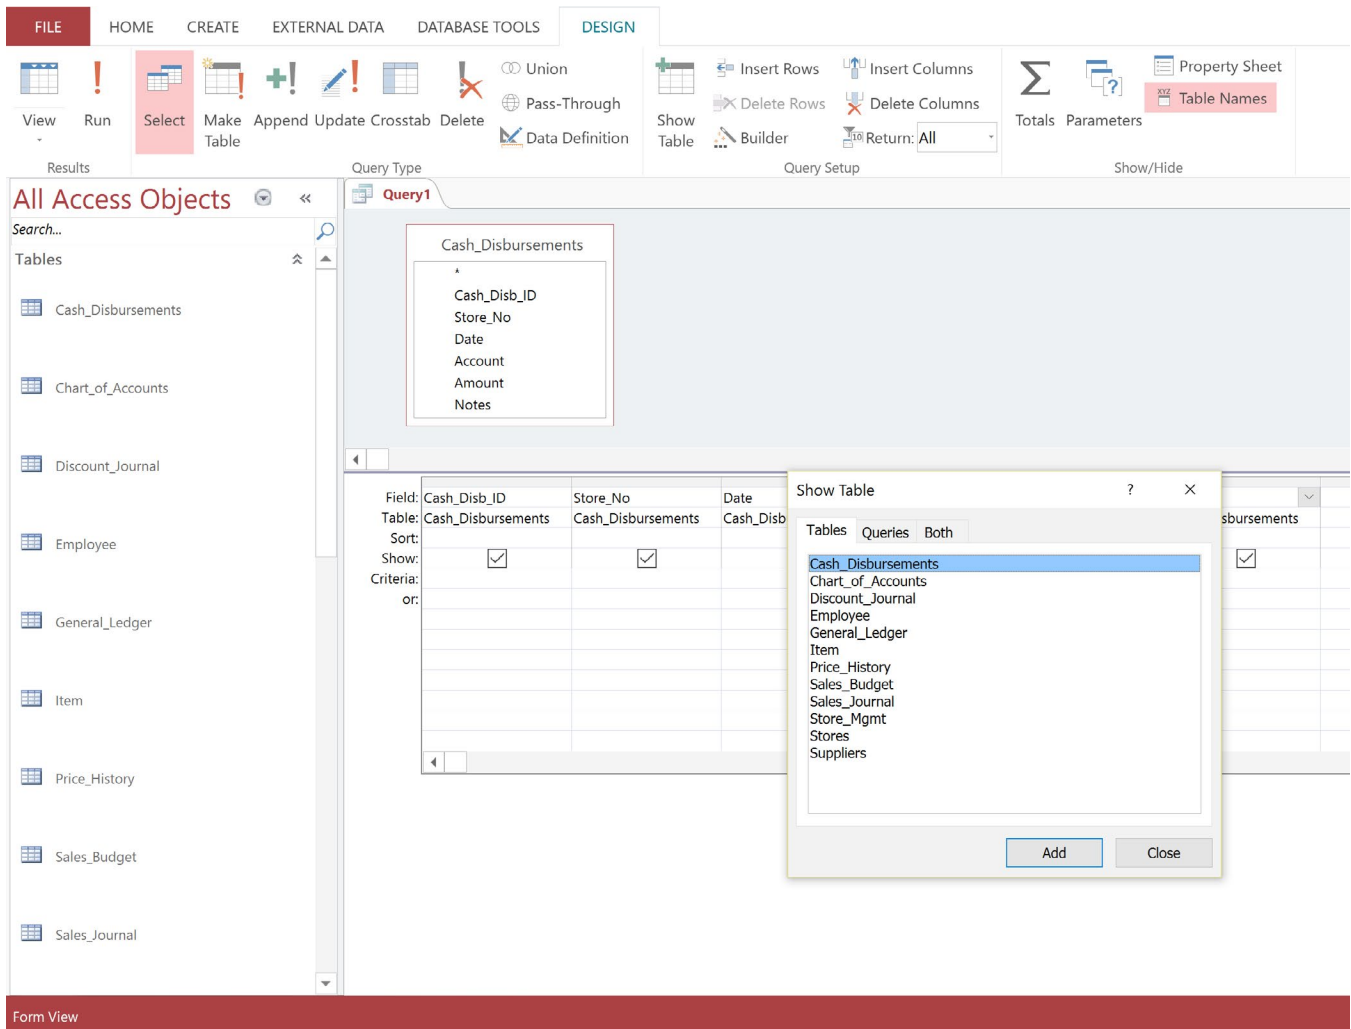 FILE HOME CREATE EXTERNAL DATA DATABASE TOOLS DESIGN
View Run Select Make Table Append Update Crosstab Delete
Union
Pass-Through
Data Definition
Show Table
Insert Rows
Delete Rows
Builder
Insert Columns
Delete Columns
10 Return: All
Totals Parameters
Property Sheet
XYZ Table Names
Results Query Type Query Setup Show/Hide
All Access Objects «
Search...
Tables
Cash_Disbursements
Chart_of_Accounts
Discount_Journal
Employee
General_Ledger
Item
Price_History
Sales_Budget
Sales_Journal
Query1
Cash_Disbursements
*
Cash_Disb_ID
Store_No
Date
Account
Amount
Notes
Field: Cash_Disb_ID Store_No Date
Table: Cash_Disbursements Cash_Disbursements Cash_Disb sbursements
Sort:
Show:
Criteria:
or:
Show Table ?
Tables Queries Both
Cash_Disbursements
Chart_of_Accounts
Discount_Journal
Employee
General_Ledger
Item
Price_History
Sales_Budget
Sales_Journal
Store_Mgmt
Stores
Suppliers
Add Close
Form View